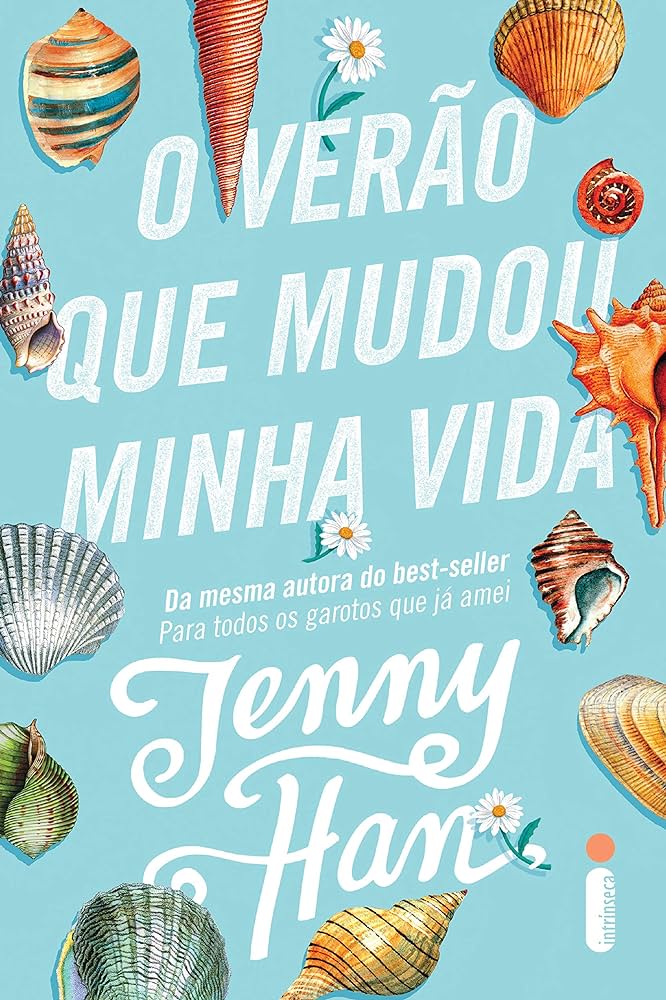 O VERÃO
QUE MUDOU
MINHA VIDA
Da mesma autora do best-seller
Para todos os garotos que já amei
Jenny
Han
intrínseca